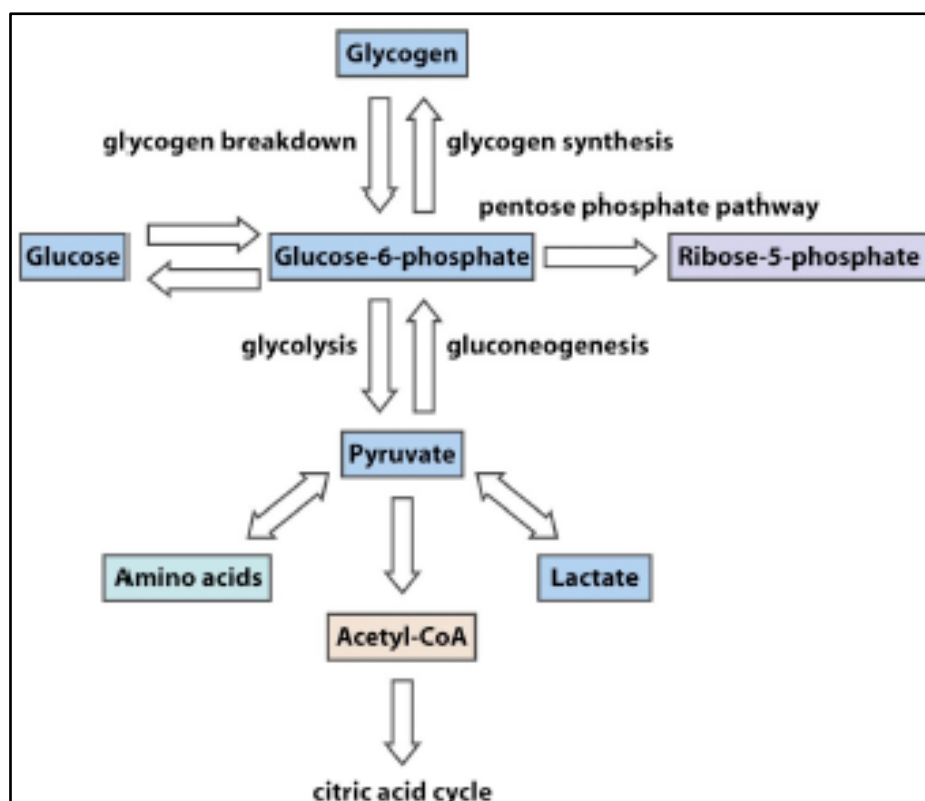 Glycogen
glycogen breakdown
glycogen synthesis
pentose phosphate pathway
Glucose
Glucose-6-phosphate
Ribose-5-phosphate
glycolysis
gluconeogenesis
Pyruvate
Amino acids
Lactate
Acetyl-CoA
citric acid cycle